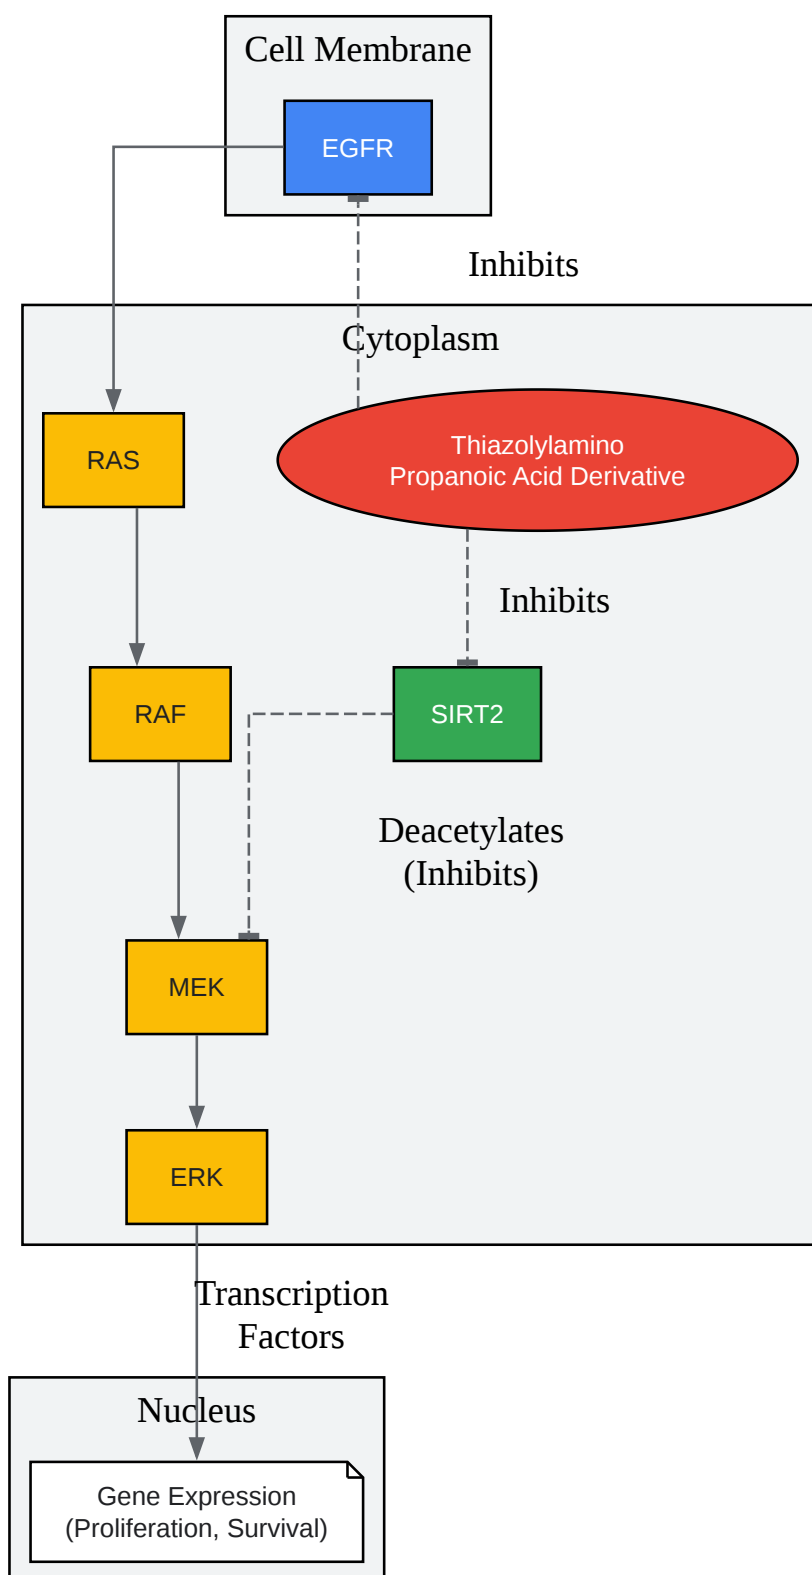 Cell Membrane
EGFR
Inhibits
Cytoplasm
RAS
Thiazolylamino
Propanoic Acid Derivative
Inhibits
RAF
SIRT2
Deacetylates
(Inhibits)
MEK
ERK
Transcription
Factors
Nucleus
Gene Expression
(Proliferation, Survival)